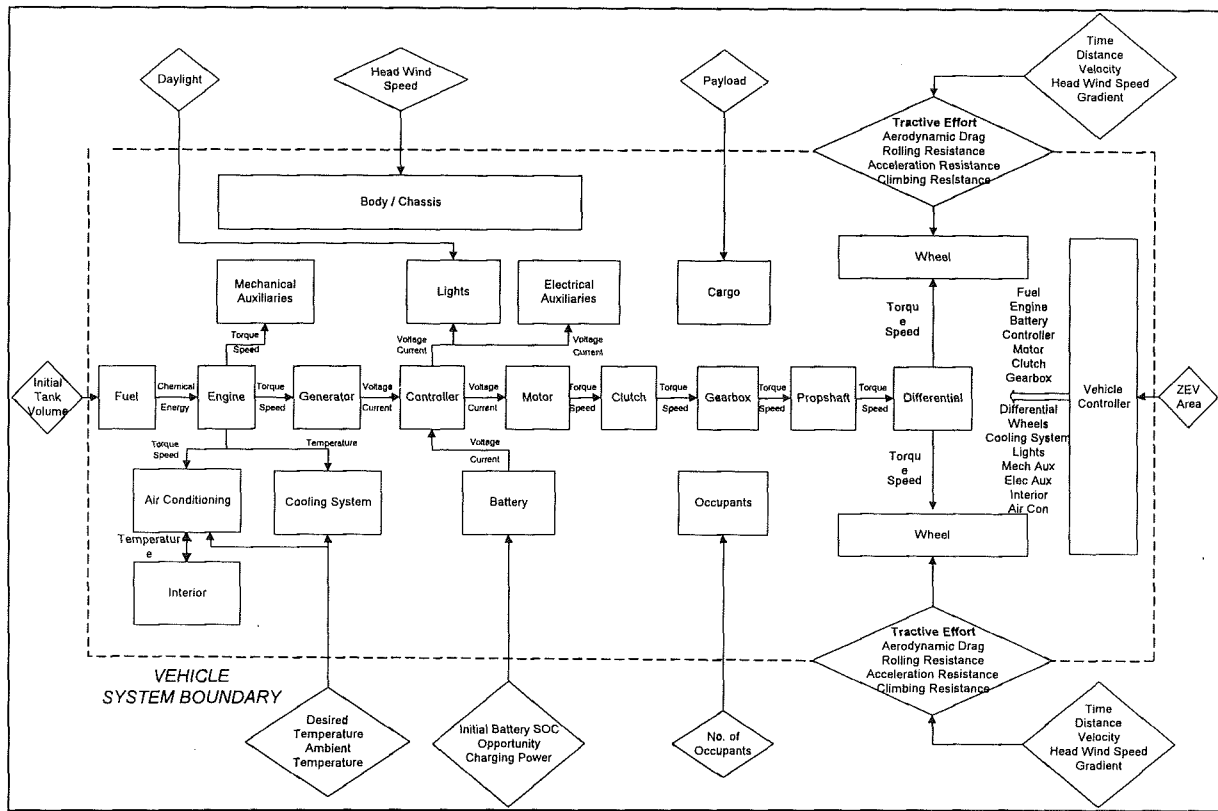 Daylight
Head Wind
Speed
Payload
Time
Distance
Velocity
Head Wind Speed
Gradient
Tractive Effort
Aerodynamic Drag
Rolling Resistance
Acceleration Resistance
Climbing Resistance
Body / Chassis
Wheel
Mechanical
Auxiliaries
Lights
Electrical
Auxiliaries
Cargo
Torqu
e
Speed
Fuel
Engine
Battery
Controller
Motor
Clutch
Gearbox
Differential
Wheels
Cooling System
Lights
Mech Aux
Elec Aux
Interior
Air Con
Vehicle
Controller
ZEV
Area
Torque
Speed
Voltage
Current
Voltage
Current
Initial
Tank
Volume
Fuel
Chemical
Energy
Engine
Torque
Speed
Generator
Voltage
Current
Controller
Voltage
Current
Motor
Torque
Speed
Clutch
Torque
Speed
Gearbox
Torque
Speed
Propshaft
Torque
Speed
Differential
Torque
Speed
Temperature
Voltage
Current
Torqu
e
Speed
Air Conditioning
Cooling System
Battery
Occupants
Wheel
Temperatur
e
Interior
VEHICLE
SYSTEM BOUNDARY
Tractive Effort
Aerodynamic Drag
Rolling Resistance
Acceleration Resistance
Climbing Resistance
Desired
Temperature
Ambient
Temperature
Initial Battery SOC
Opportunity
Charging Power
No. of
Occupants
Time
Distance
Velocity
Head Wind Speed
Gradient